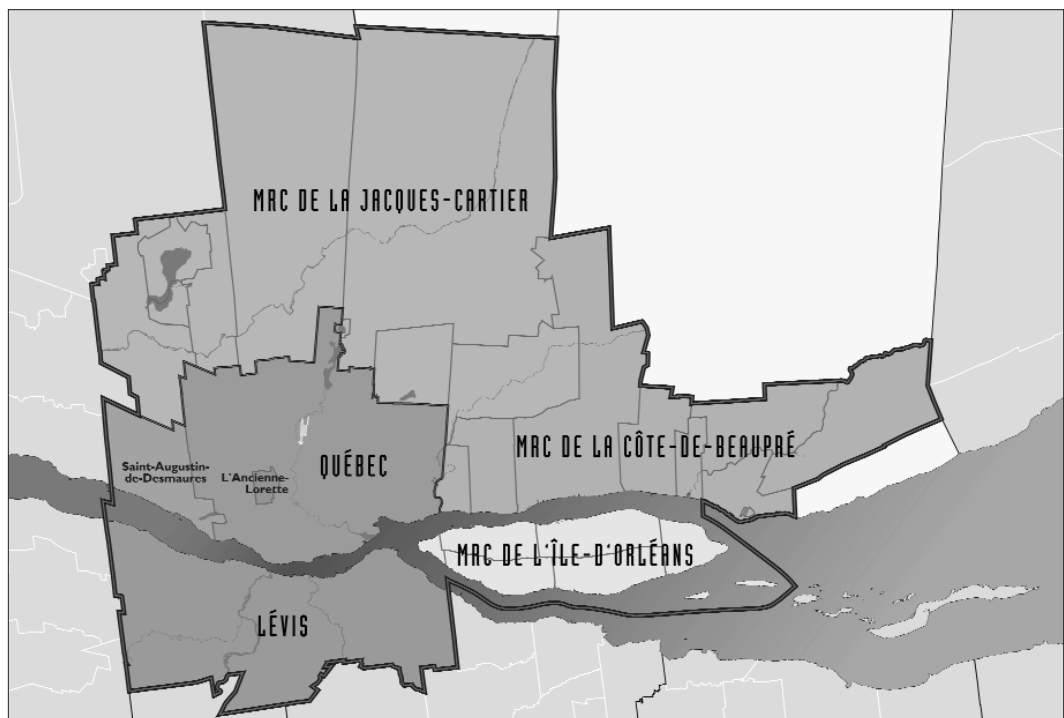 MRC DE LA JACQUES-CARTIER
MRC DE LA CÔTE-DE-BEAUPRÉ
QUÉBEC
Saint-Augustin-
de-Desmaures
L'Ancienne-
Lorette
MRC DE L'ÎLE-D'ORLÉANS
LÉVIS